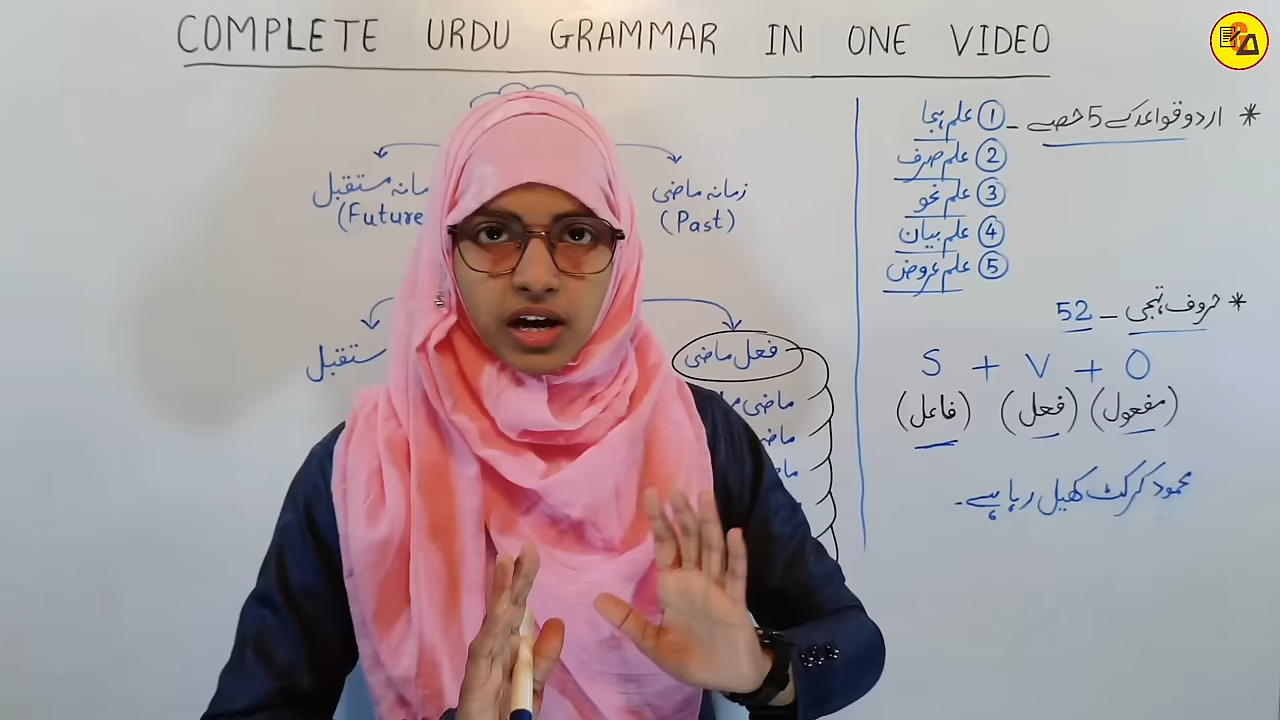 COMPLETE URDU GRAMMAR IN ONE VIDEO
* اردو قواعد کے 5 حصے - ① علم ہجا
② علم صرف
③ علم نحو
④ علم بیان
⑤ علم عروض
* حروف تہجی - 52
S + V + O
(فاعل) (فعل) (مفعول)
محمود کرکٹ کھیل رہا ہے۔
زمانہ ماضی
(Past)
مستقبل
(Future
فعل ماضی
ماضی
مستقبل